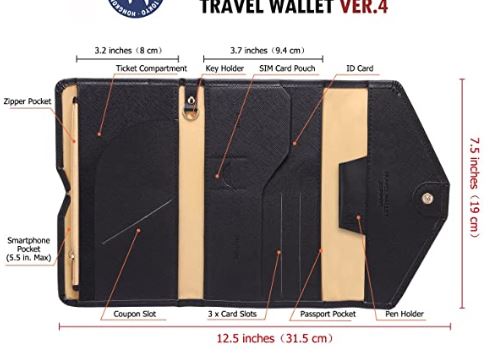 TOKYO · HONGKONG
TRAVEL WALLET VER.4
3.2 inches (8 cm)
3.7 inches (9.4 cm)
Ticket Compartment
Key Holder
SIM Card Pouch
ID Card
Zipper Pocket
7.5 inches (19 cm)
Smartphone
Pocket
(5.5 in. Max)
Coupon Slot
3 x Card Slots
Passport Pocket
Pen Holder
12.5 inches (31.5 cm)